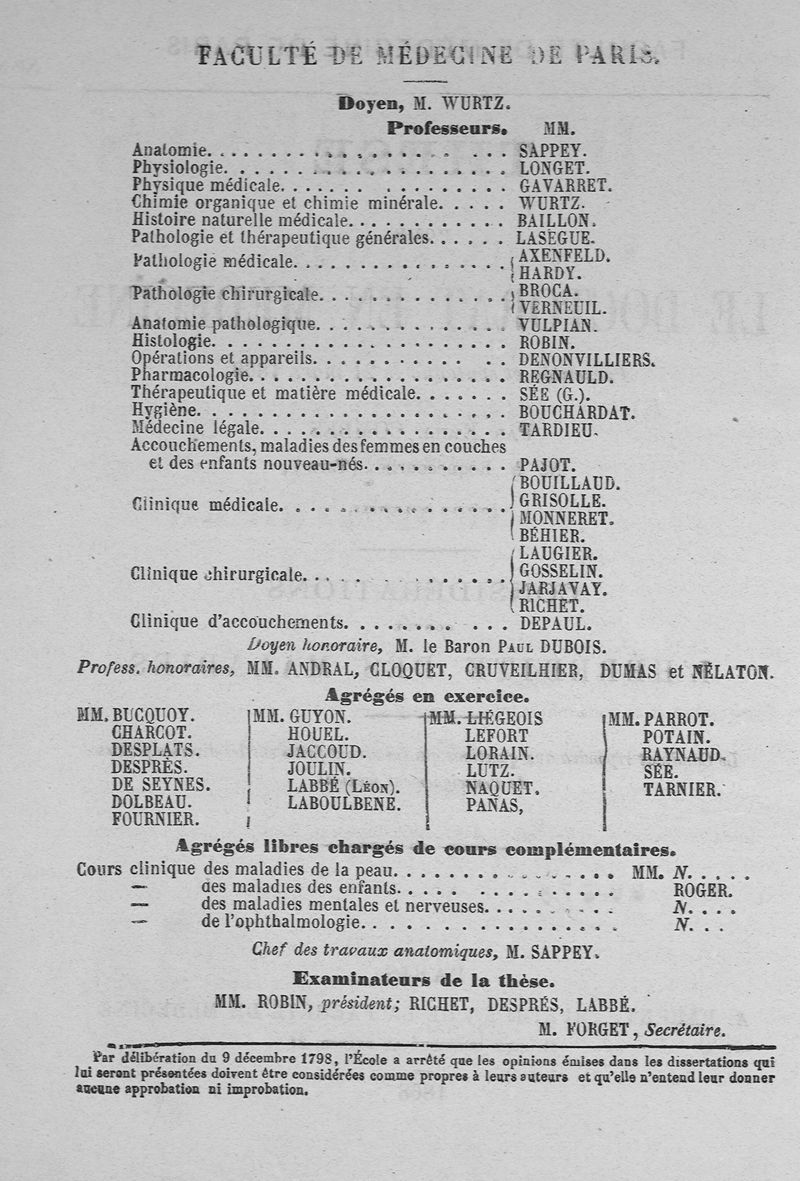 FACULTÉ DE MÉDECINE DE PARIS.
Doyen, M. WURTZ.
Professeurs. MM.
Anatomie. . . . . . . . . . . . . . . . . . . . SAPPEY.
Physiologie. . . . . . . . . . . . . . . . . . . LONGET.
Physique médicale. . . . . . . . . . . . . . . GAVARRET.
Chimie organique et chimie minérale. . . . . WURTZ.
Histoire naturelle médicale. . . . . . . . . . . BAILLON.
Pathologie et thérapeutique générales. . . . . . LASÈGUE.
Pathologie médicale. . . . . . . . . . . . . . . { AXENFELD.
{ HARDY.
Pathologie chirurgicale. . . . . . . . . . . . . { BROCA.
{ VERNEUIL.
Anatomie pathologique. . . . . . . . . . . . . VULPIAN.
Histologie. . . . . . . . . . . . . . . . . . . . ROBIN.
Opérations et appareils. . . . . . . . . . . . . DENONVILLIERS.
Pharmacologie. . . . . . . . . . . . . . . . . . REGNAULD.
Thérapeutique et matière médicale. . . . . . . SÉE (G.).
Hygiène. . . . . . . . . . . . . . . . . . . . . BOUCHARDAT.
Médecine légale. . . . . . . . . . . . . . . . . TARDIEU.
Accouchements, maladies des femmes en couches
et des enfants nouveau-nés. . . . . . . . . . PAJOT.
{ BOUILLAUD.
Clinique médicale. . . . . . . . . . . . . . . . { GRISOLLE.
{ MONNERET.
{ BÉHIER.
{ LAUGIER.
Clinique chirurgicale. . . . . . . . . . . . . . { GOSSELIN.
{ JARJAVAY.
{ RICHET.
Clinique d'accouchements. . . . . . . . . . . DEPAUL.
Doyen honoraire, M. le Baron PAUL DUBOIS.
Profess. honoraires, MM. ANDRAL, CLOQUET, CRUVEILHIER, DUMAS et NÉLATON.
Agrégés en exercice.
MM. BUCQUOY. MM. GUYON. MM. LIÉGEOIS MM. PARROT.
CHARCOT. HOUEL. LEFORT POTAIN.
DESPLATS. JACCOUD. LORAIN. RAYNAUD.
DESPRÈS. JOULIN. LUTZ. SÉE.
DE SEYNES. LABBÉ (LÉON). NAQUET. TARNIER.
DOLBEAU. LABOULBENE. PANAS,
FOURNIER.
Agrégés libres chargés de cours complémentaires.
Cours clinique des maladies de la peau. . . . . . . . . . . . . . . . MM. N. . . . .
— des maladies des enfants. . . . . . . . . . . . . . . ROGER.
— des maladies mentales et nerveuses. . . . . . . . . N. . . .
— de l'ophthalmologie. . . . . . . . . . . . . . . . . N. . .
Chef des travaux anatomiques, M. SAPPEY.
Examinateurs de la thèse.
MM. ROBIN, président; RICHET, DESPRÉS, LABBÉ.
M. FORGET, Secrétaire.
Par délibération du 9 décembre 1798, l'École a arrêté que les opinions émises dans les dissertations qui
lui seront présentées doivent être considérées comme propres à leurs auteurs et qu'elle n'entend leur donner
aucune approbation ni improbation.